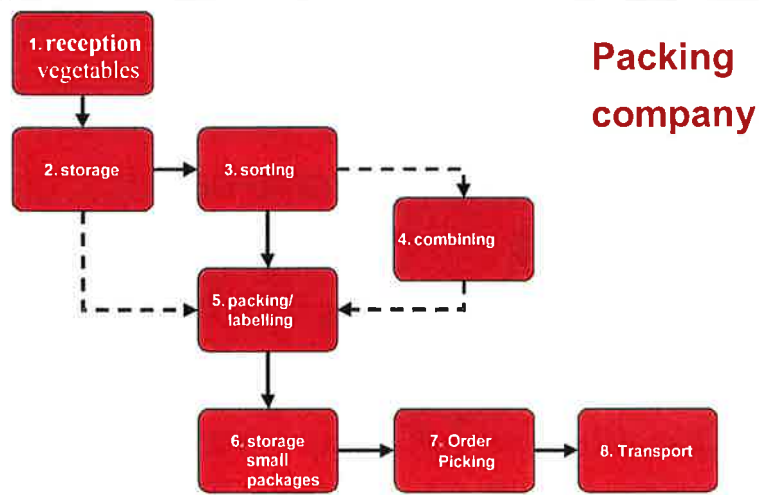 Packing
company
1. reception
vegetables
2. storage
3. sorting
4. combining
5. packing/
labelling
6. storage
small
packages
7. Order
Picking
8. Transport